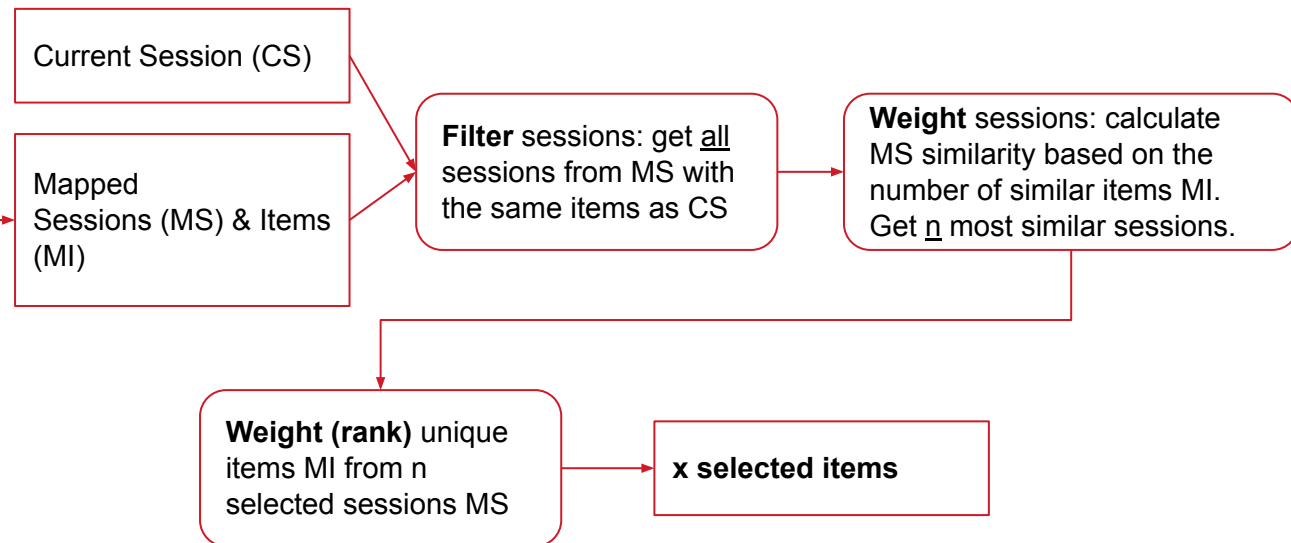 Current Session (CS)
Mapped
Sessions (MS) & Items
(MI)
Filter sessions: get all
sessions from MS with
the same items as CS
Weight sessions: calculate
MS similarity based on the
number of similar items MI.
Get n most similar sessions.
Weight (rank) unique
items MI from n
selected sessions MS
x selected items